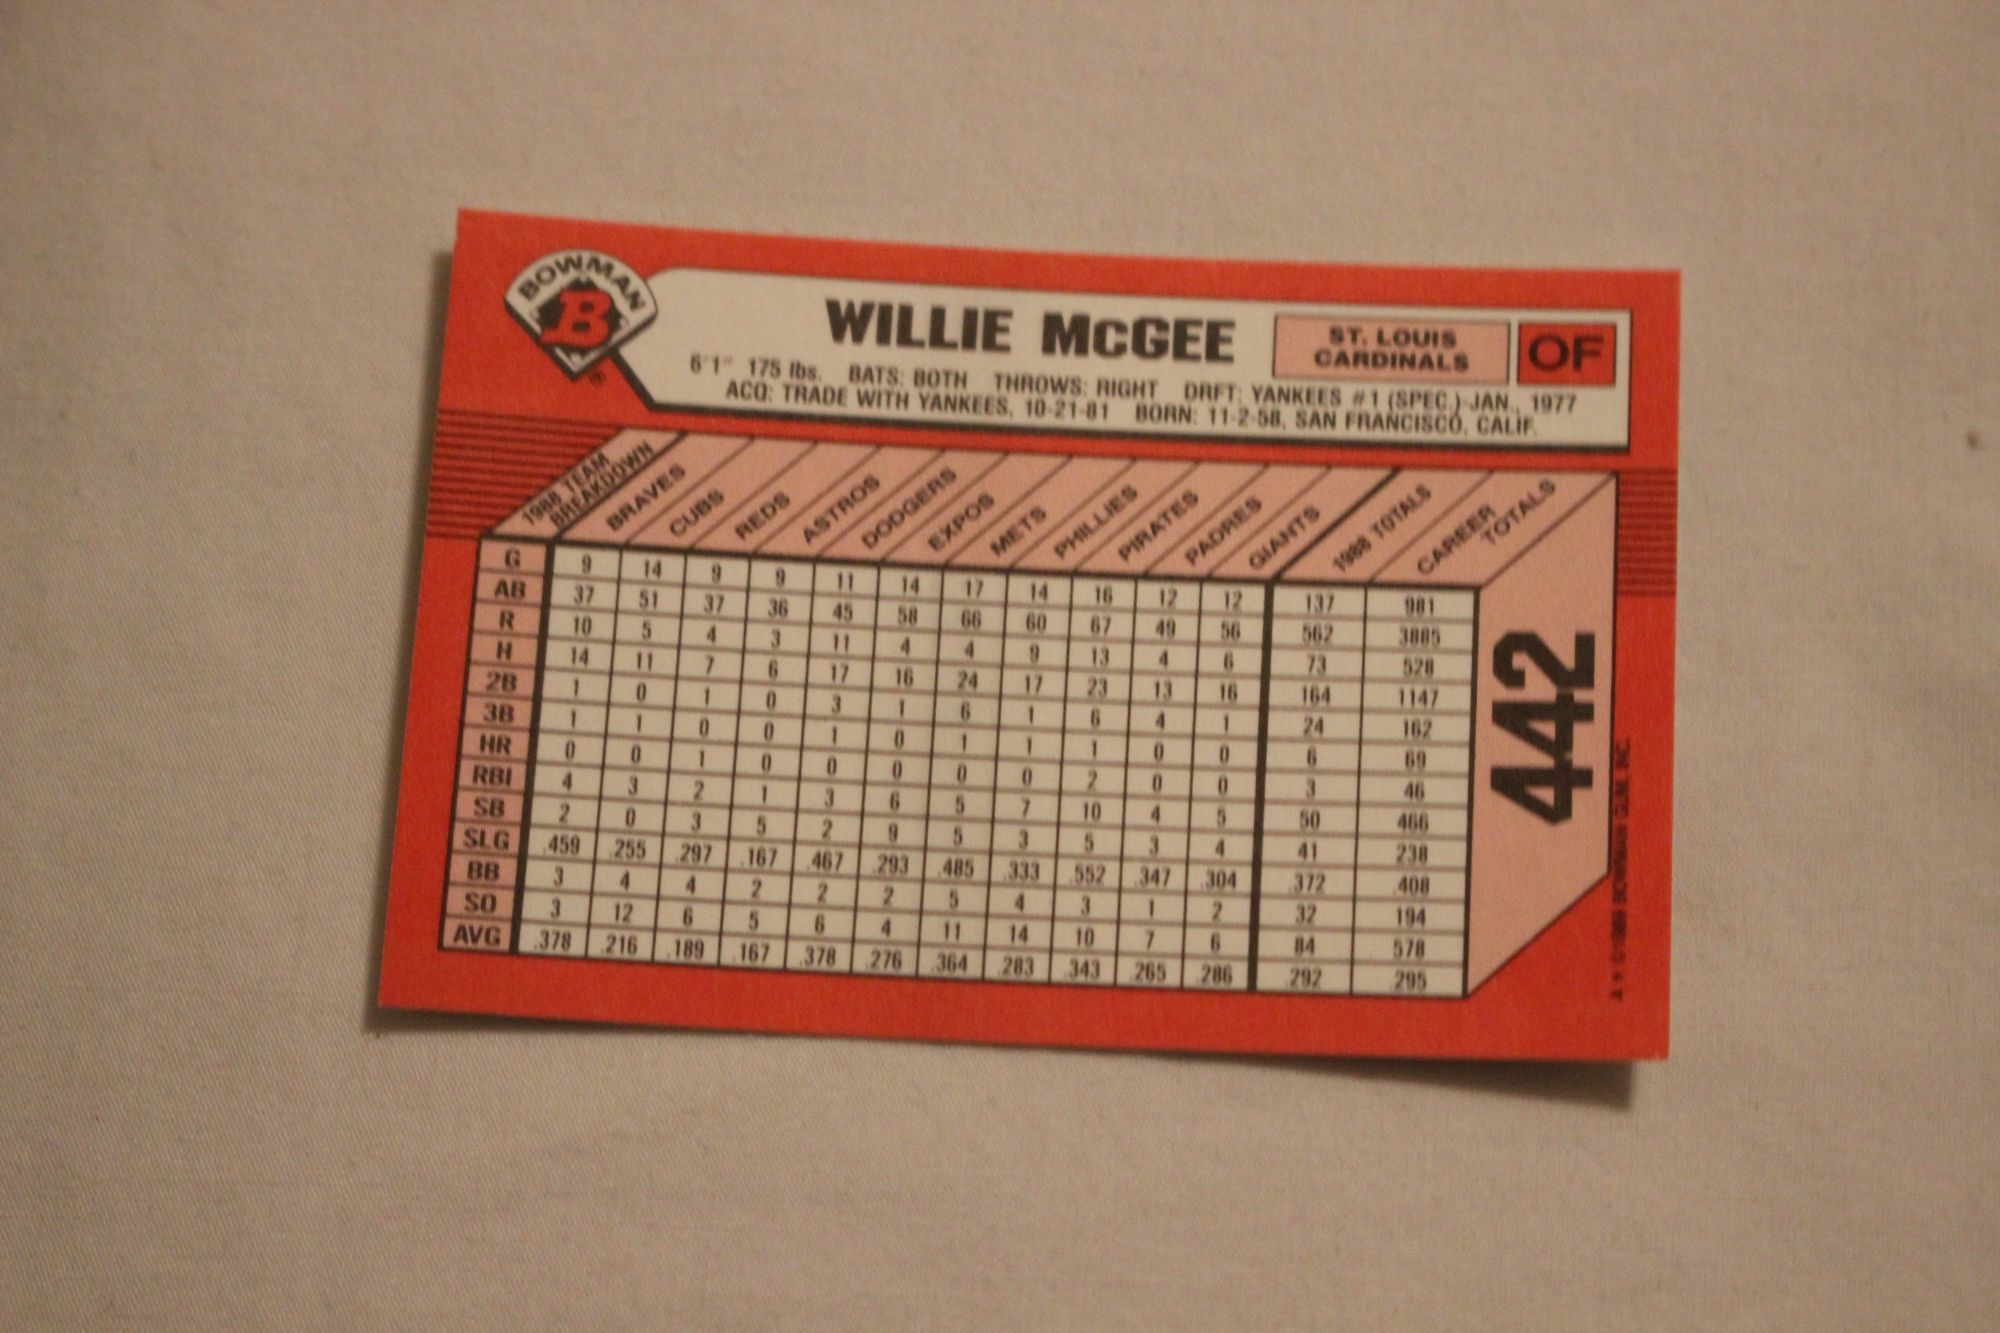 BOWMAN
B
®
WILLIE McGEE
ST. LOUIS
CARDINALS
OF
6'1" 175 lbs. BATS: BOTH THROWS: RIGHT DRFT: YANKEES #1 (SPEC.)-JAN., 1977
ACQ: TRADE WITH YANKEES, 10-21-81 BORN: 11-2-58, SAN FRANCISCO, CALIF.
1988 TEAM BREAKDOWN BRAVES CUBS REDS ASTROS DODGERS EXPOS METS PHILLIES PIRATES PADRES GIANTS 1988 TOTALS CAREER TOTALS
G 9 14 9 9 11 14 17 14 16 12 12 137 981
AB 37 51 37 36 45 58 66 60 67 49 56 562 3885
R 10 5 4 3 11 4 4 9 13 4 6 73 528
H 14 11 7 6 17 16 24 17 23 13 16 164 1147
2B 1 0 1 0 3 1 6 1 6 4 1 24 162
3B 1 1 0 0 1 0 1 1 1 0 0 6 69
HR 0 0 1 0 0 0 0 0 2 0 0 3 46
RBI 4 3 2 1 3 6 5 7 10 4 5 50 466
SB 2 0 3 5 2 9 5 3 5 3 4 41 238
SLG .459 .255 .297 .167 .467 .293 .485 .333 .552 .347 .304 .372 .408
BB 3 4 4 2 2 2 5 4 3 1 2 32 194
SO 3 12 6 5 6 4 11 14 10 7 6 84 578
AVG .378 .216 .189 .167 .378 .276 .364 .283 .343 .265 .286 .292 .295
442
© 1989 BOWMAN GUM, INC.